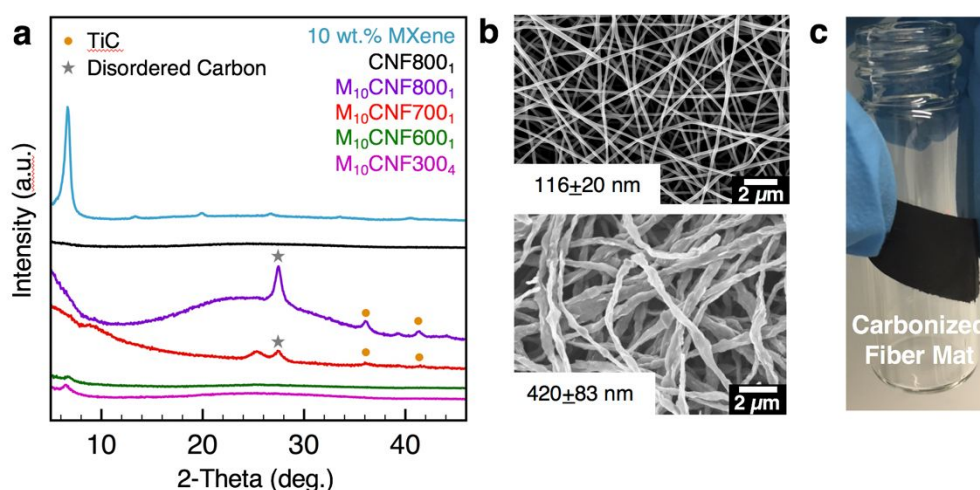 a
TiC
Disordered Carbon
10 wt.% MXene
CNF800₁
M₁₀CNF800₁
M₁₀CNF700₁
M₁₀CNF600₁
M₁₀CNF300₄
Intensity (a.u.)
10 20 30 40
2-Theta (deg.)
b
116±20 nm
2 µm
420±83 nm
2 µm
c
Carbonized
Fiber Mat